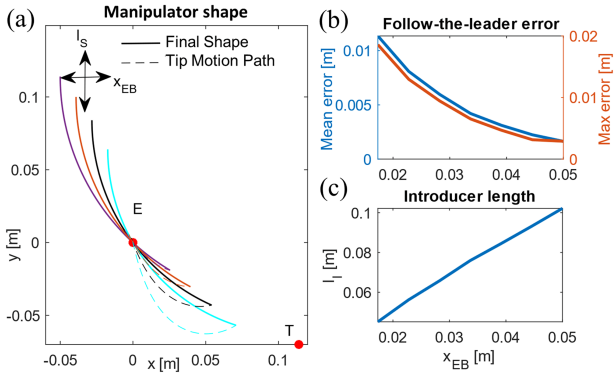 (a)
Manipulator shape
l_S
x_EB
Final Shape
Tip Motion Path
0.1
0.05
0
-0.05
y [m]
E
T
-0.05
0
0.05
0.1
x [m]
(b)
Follow-the-leader error
0.01
0.005
0
Mean error [m]
0.02
0.01
0
Max error [m]
0.02
0.03
0.04
0.05
(c)
Introducer length
0.1
0.08
0.06
l_I [m]
0.02
0.03
0.04
0.05
x_EB [m]